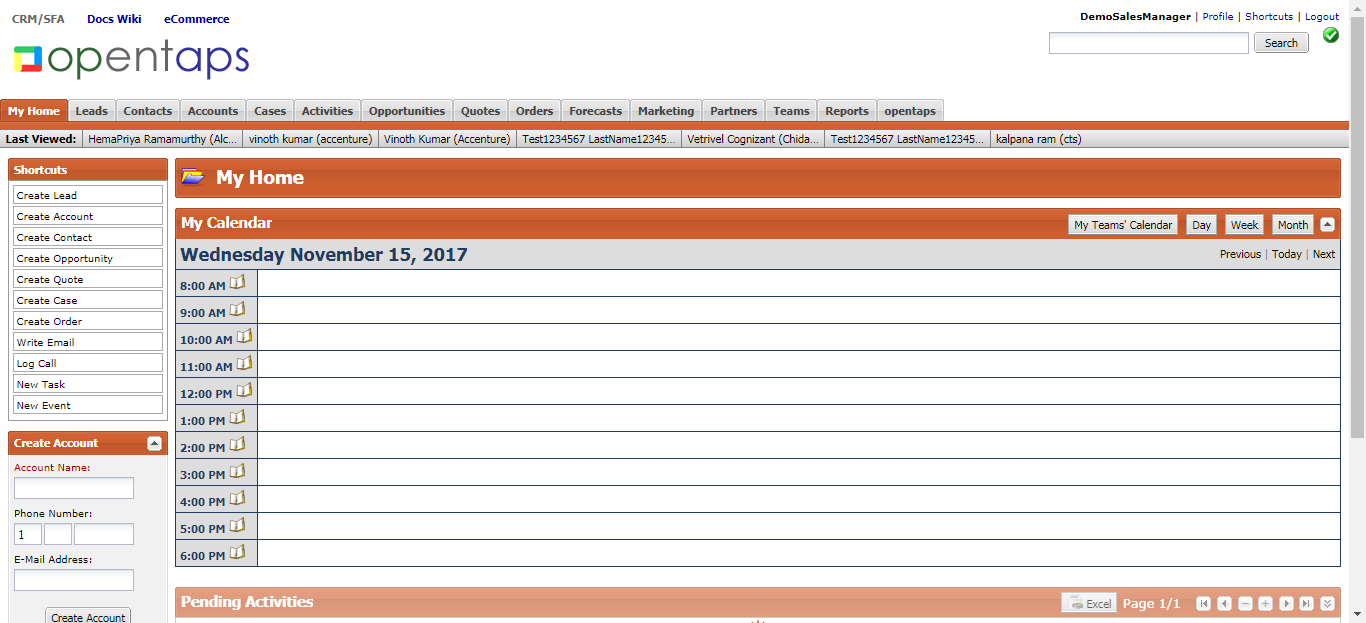 CRM/SFA Docs Wiki eCommerce
DemoSalesManager | Profile | Shortcuts | Logout
opentaps
Search
My Home Leads Contacts Accounts Cases Activities Opportunities Quotes Orders Forecasts Marketing Partners Teams Reports opentaps
Last Viewed: HemaPriya Ramamurthy (Alc... vinoth kumar (accenture) Vinoth Kumar (Accenture) Test1234567 LastName12345... Vetrivel Cognizant (Chida... Test1234567 LastName12345... kalpana ram (cts)
Shortcuts
Create Lead
Create Account
Create Contact
Create Opportunity
Create Quote
Create Case
Create Order
Write Email
Log Call
New Task
New Event
Create Account
Account Name:
Phone Number:
1
E-Mail Address:
Create Account
My Home
My Calendar
My Teams' Calendar Day Week Month
Wednesday November 15, 2017
Previous | Today | Next
8:00 AM
9:00 AM
10:00 AM
11:00 AM
12:00 PM
1:00 PM
2:00 PM
3:00 PM
4:00 PM
5:00 PM
6:00 PM
Pending Activities
Excel Page 1/1